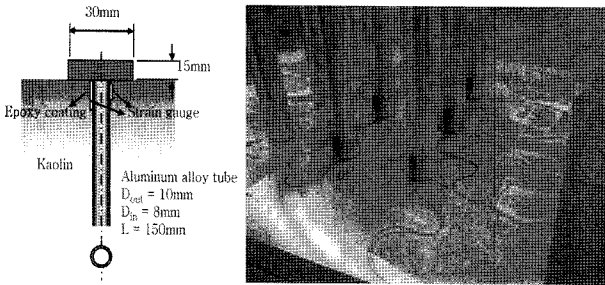 30mm
15mm
Epoxy coating
Strain gauge
Kaolin
Aluminum alloy tube
D_out = 10mm
D_in = 8mm
L = 150mm